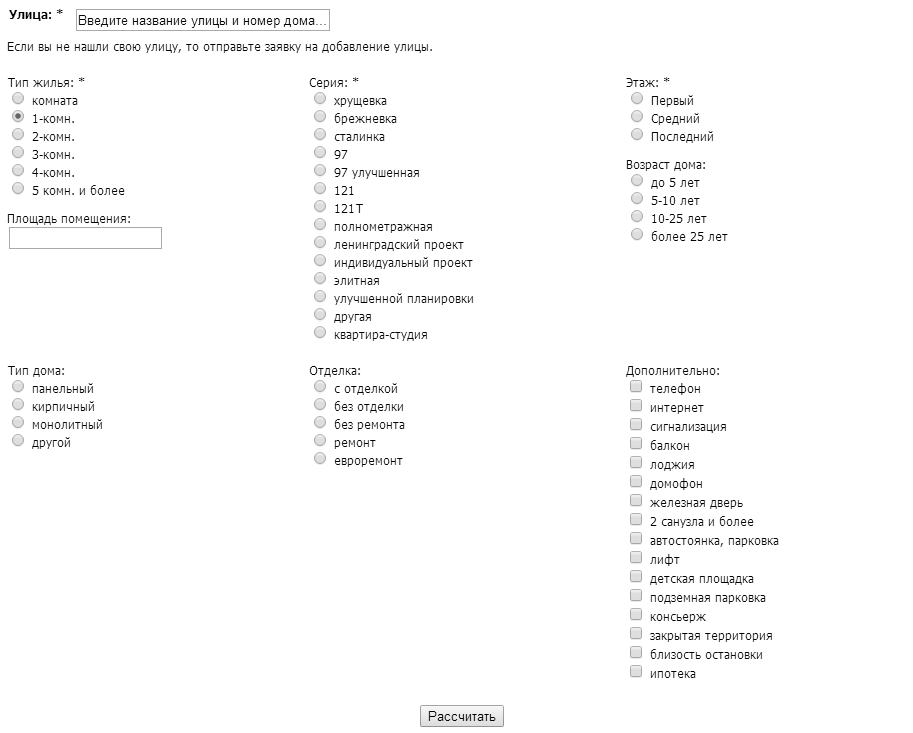 Улица: * Введите название улицы и номер дома...
Если вы не нашли свою улицу, то отправьте заявку на добавление улицы.
Тип жилья: *
комната
1-комн.
2-комн.
3-комн.
4-комн.
5 комн. и более
Площадь помещения:
Серия: *
хрущевка
брежневка
сталинка
97
97 улучшенная
121
121Т
полнометражная
ленинградский проект
индивидуальный проект
элитная
улучшенной планировки
другая
квартира-студия
Этаж: *
Первый
Средний
Последний
Возраст дома:
до 5 лет
5-10 лет
10-25 лет
более 25 лет
Тип дома:
панельный
кирпичный
монолитный
другой
Отделка:
с отделкой
без отделки
без ремонта
ремонт
евроремонт
Дополнительно:
телефон
интернет
сигнализация
балкон
лоджия
домофон
железная дверь
2 санузла и более
автостоянка, парковка
лифт
детская площадка
подземная парковка
консьерж
закрытая территория
близость остановки
ипотека
Рассчитать